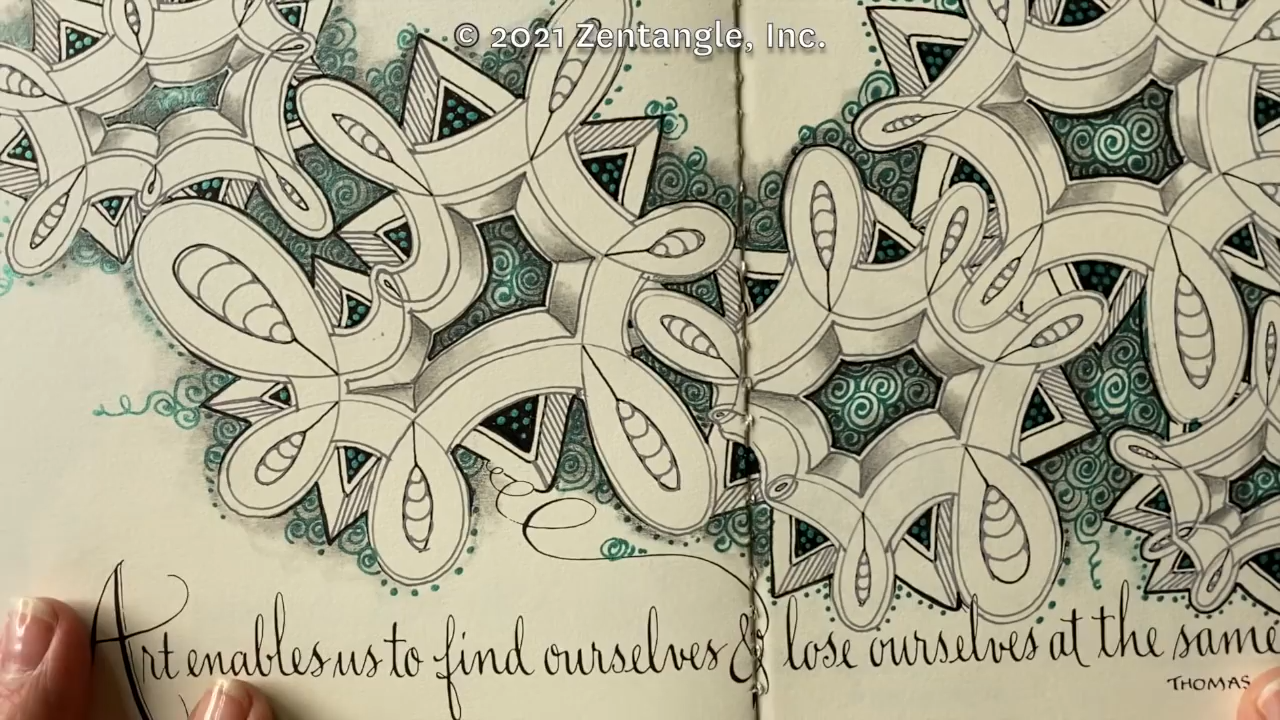 © 2021 Zentangle, Inc.
Art enables us to find ourselves & lose ourselves at the same
THOMAS